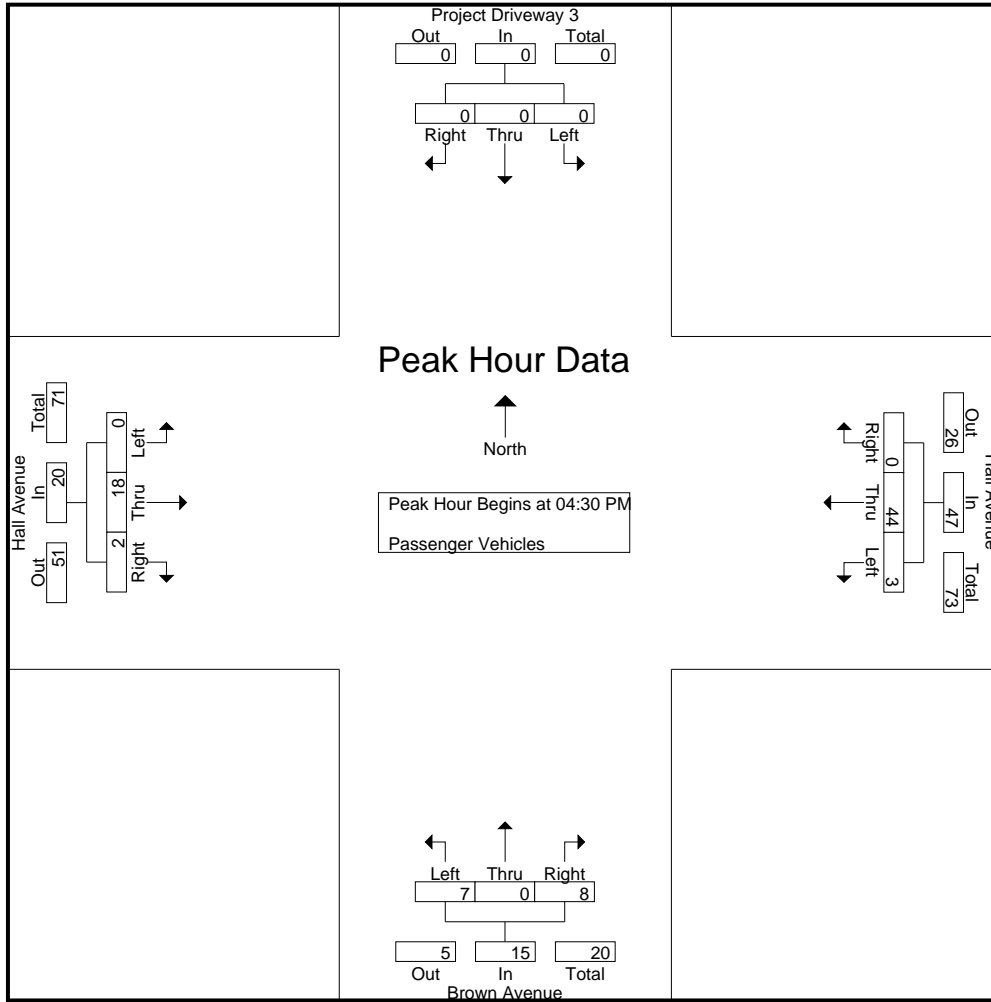 Project Driveway 3
Out In Total
0 0 0
0 0 0
Right Thru Left
Peak Hour Data
North
Peak Hour Begins at 04:30 PM
Passenger Vehicles
Hall Avenue
Total In Out
71 20 51
0 18 2
Left Thru Right
Right Thru Left
0 44 3
26 47 73
Out In Total
Hall Avenue
Left Thru Right
7 0 8
5 15 20
Out In Total
Brown Avenue